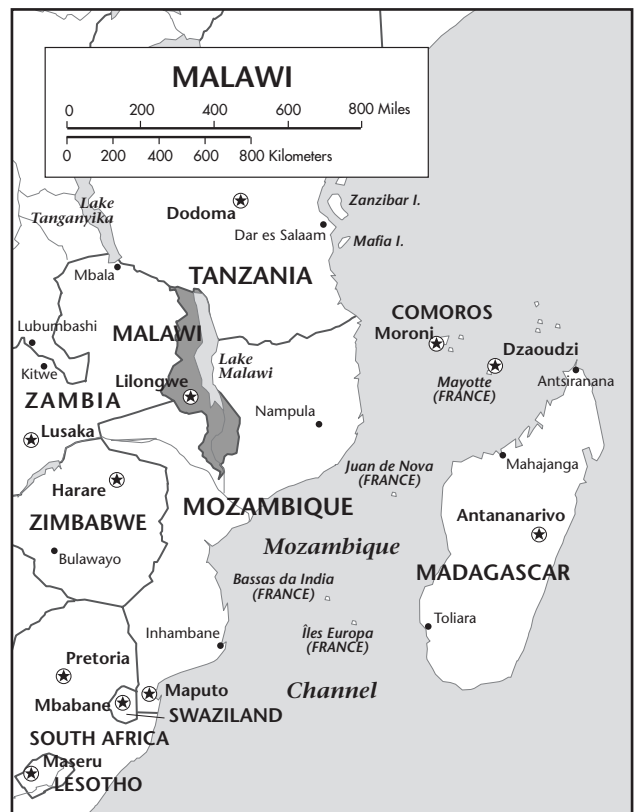 MALAWI
0 200 400 600 800 Miles
0 200 400 600 800 Kilometers
Lake
Tanganyika
Dodoma
Zanzibar I.
Dar es Salaam
Mafia I.
Mbala
TANZANIA
COMOROS
Moroni
Lubumbashi
MALAWI
Dzaoudzi
Lake
Malawi
Kitwe
Lilongwe
Mayotte
(FRANCE)
Antsiranana
ZAMBIA
Nampula
Lusaka
Juan de Nova
(FRANCE)
Mahajanga
Harare
MOZAMBIQUE
ZIMBABWE
Antananarivo
Mozambique
Bulawayo
MADAGASCAR
Bassas da India
(FRANCE)
Toliara
Inhambane
Îles Europa
(FRANCE)
Pretoria
Channel
Maputo
Mbabane
SWAZILAND
SOUTH AFRICA
Maseru
LESOTHO